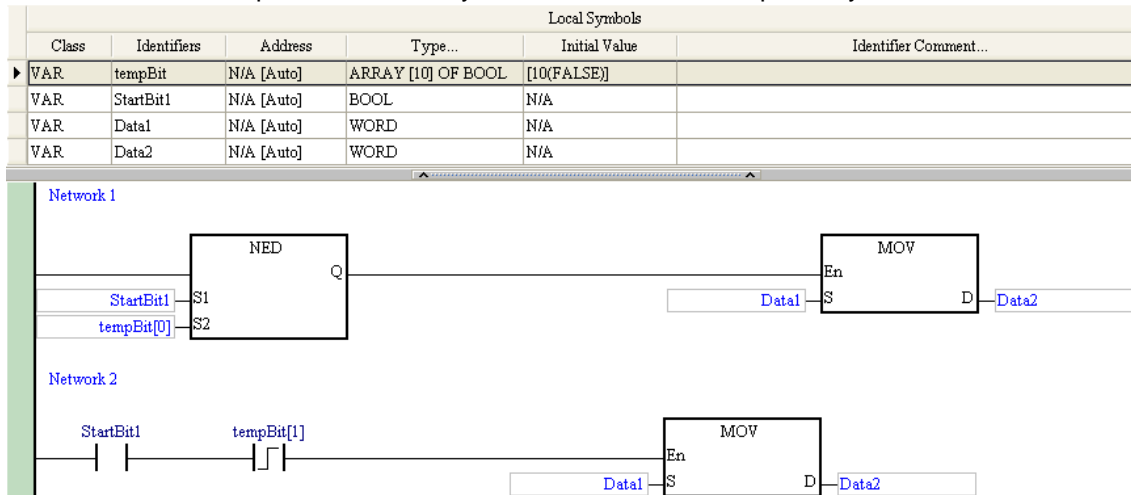 Local Symbols
Class Identifiers Address Type... Initial Value Identifier Comment...
VAR tempBit N/A [Auto] ARRAY [10] OF BOOL [10(FALSE)]
VAR StartBit1 N/A [Auto] BOOL N/A
VAR Data1 N/A [Auto] WORD N/A
VAR Data2 N/A [Auto] WORD N/A
Network 1
NED MOV
Q En
StartBit1 S1 Data1 S D Data2
tempBit[0] S2
Network 2
StartBit1 tempBit[1] MOV
En
Data1 S D Data2